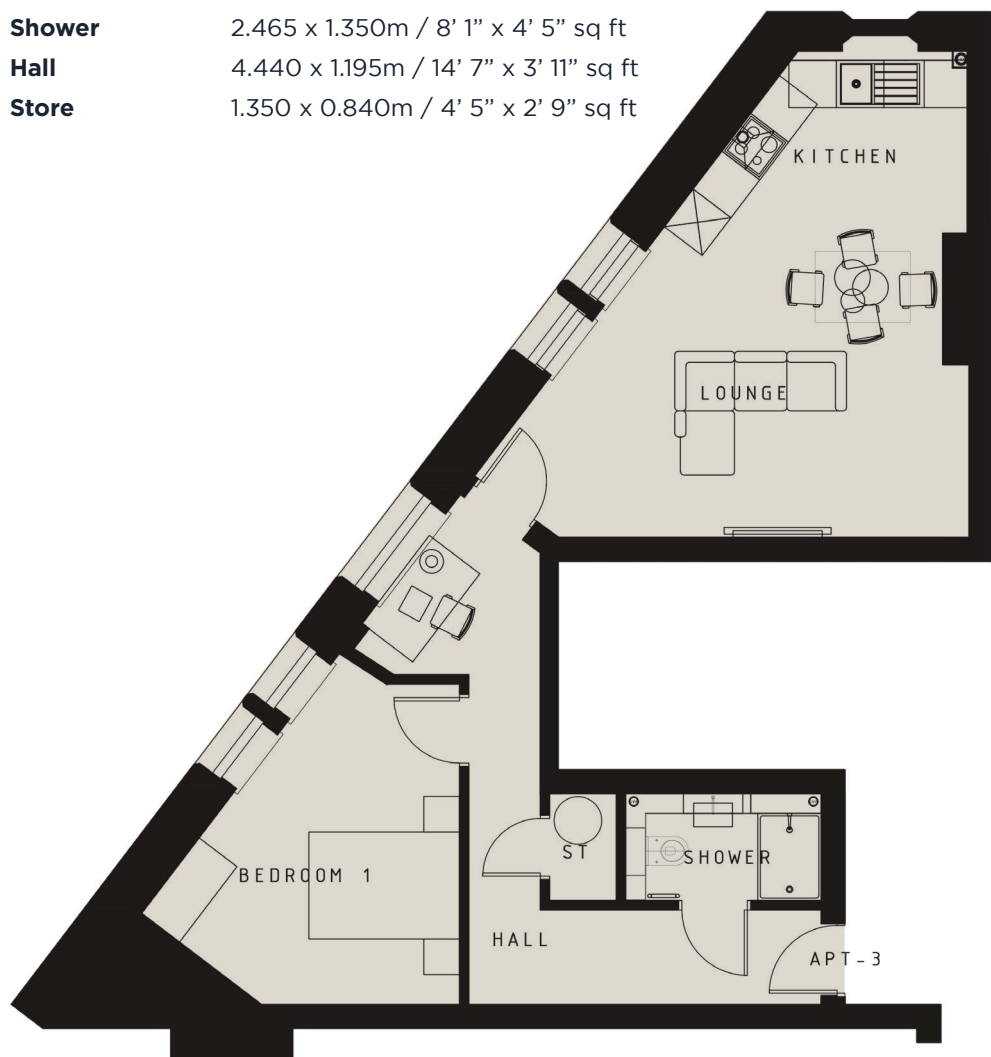 Shower 2.465 x 1.350m / 8’ 1” x 4’ 5” sq ft
Hall 4.440 x 1.195m / 14’ 7” x 3’ 11” sq ft
Store 1.350 x 0.840m / 4’ 5” x 2’ 9” sq ft
KITCHEN
LOUNGE
ST
SHOWER
BEDROOM 1
HALL
APT-3